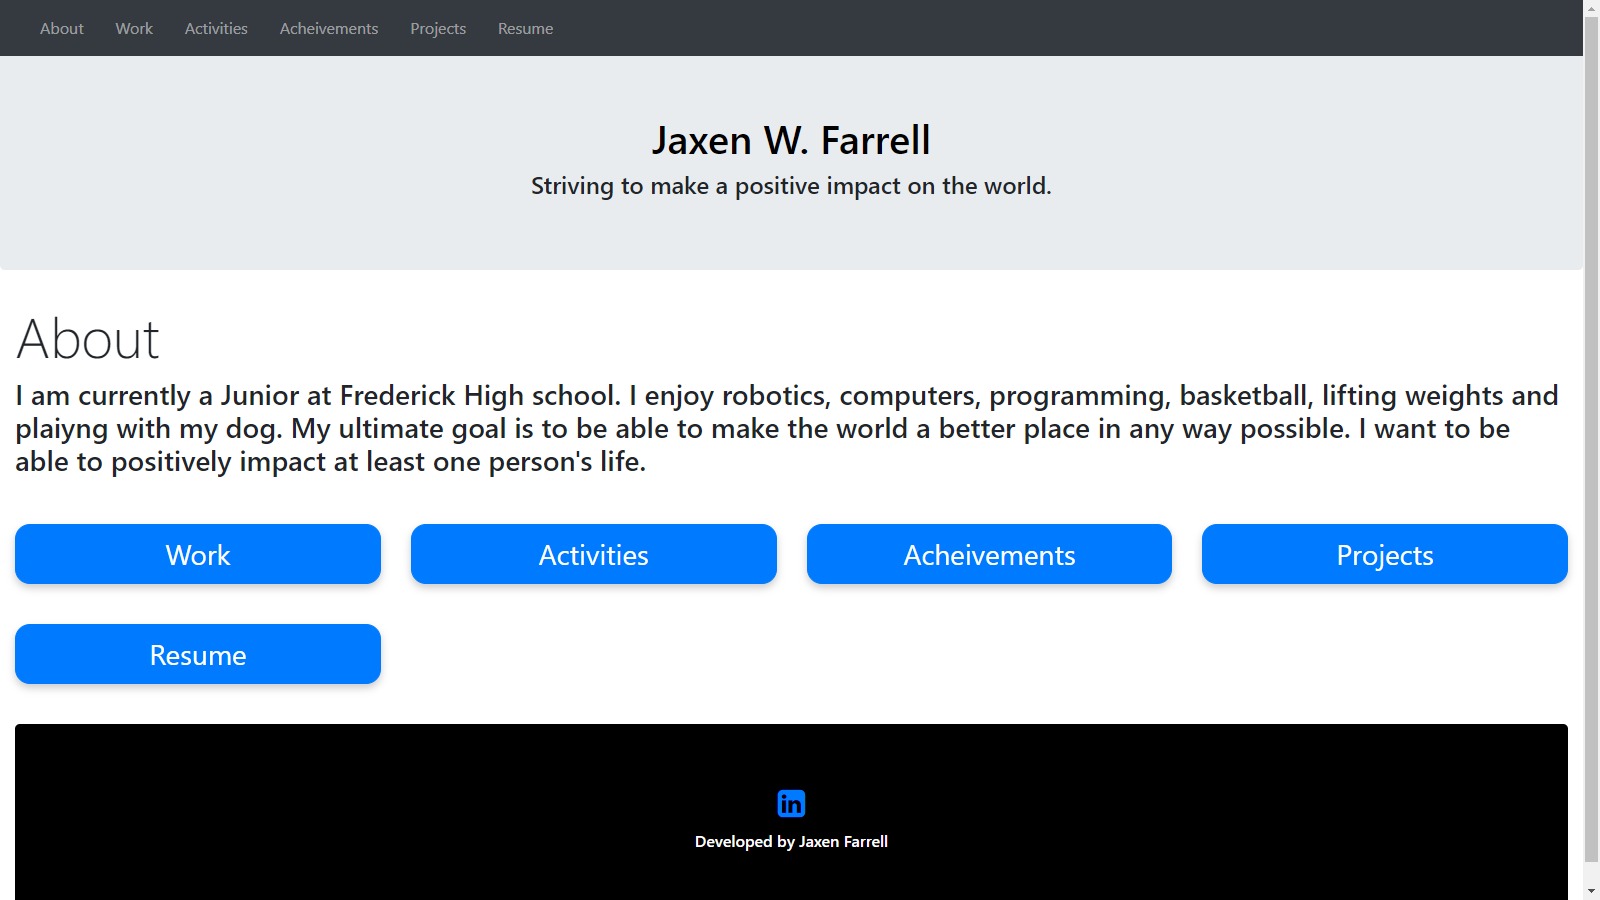 About Work Activities Acheivements Projects Resume
Jaxen W. Farrell
Striving to make a positive impact on the world.
About
I am currently a Junior at Frederick High school. I enjoy robotics, computers, programming, basketball, lifting weights and
plaiyng with my dog. My ultimate goal is to be able to make the world a better place in any way possible. I want to be
able to positively impact at least one person's life.
Work Activities Acheivements Projects
Resume
in
Developed by Jaxen Farrell